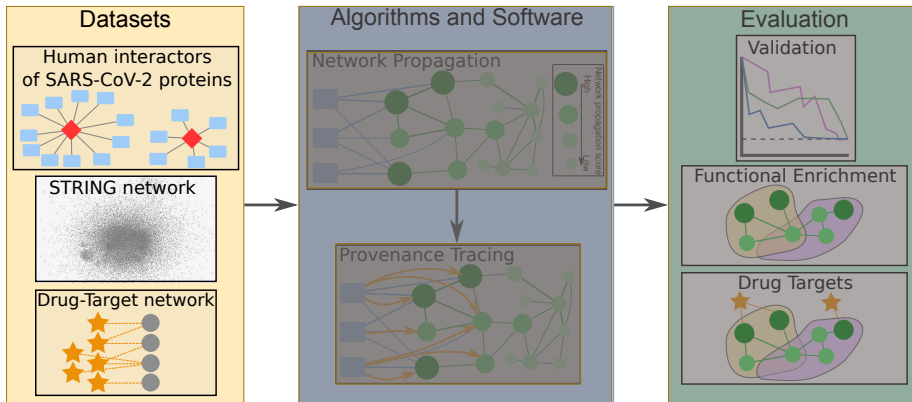 Datasets
Human interactors
of SARS-CoV-2 proteins
STRING network
Drug-Target network
Algorithms and Software
Network Propagation
Network propagation score
High
Low
Provenance Tracing
Evaluation
Validation
Functional Enrichment
Drug Targets